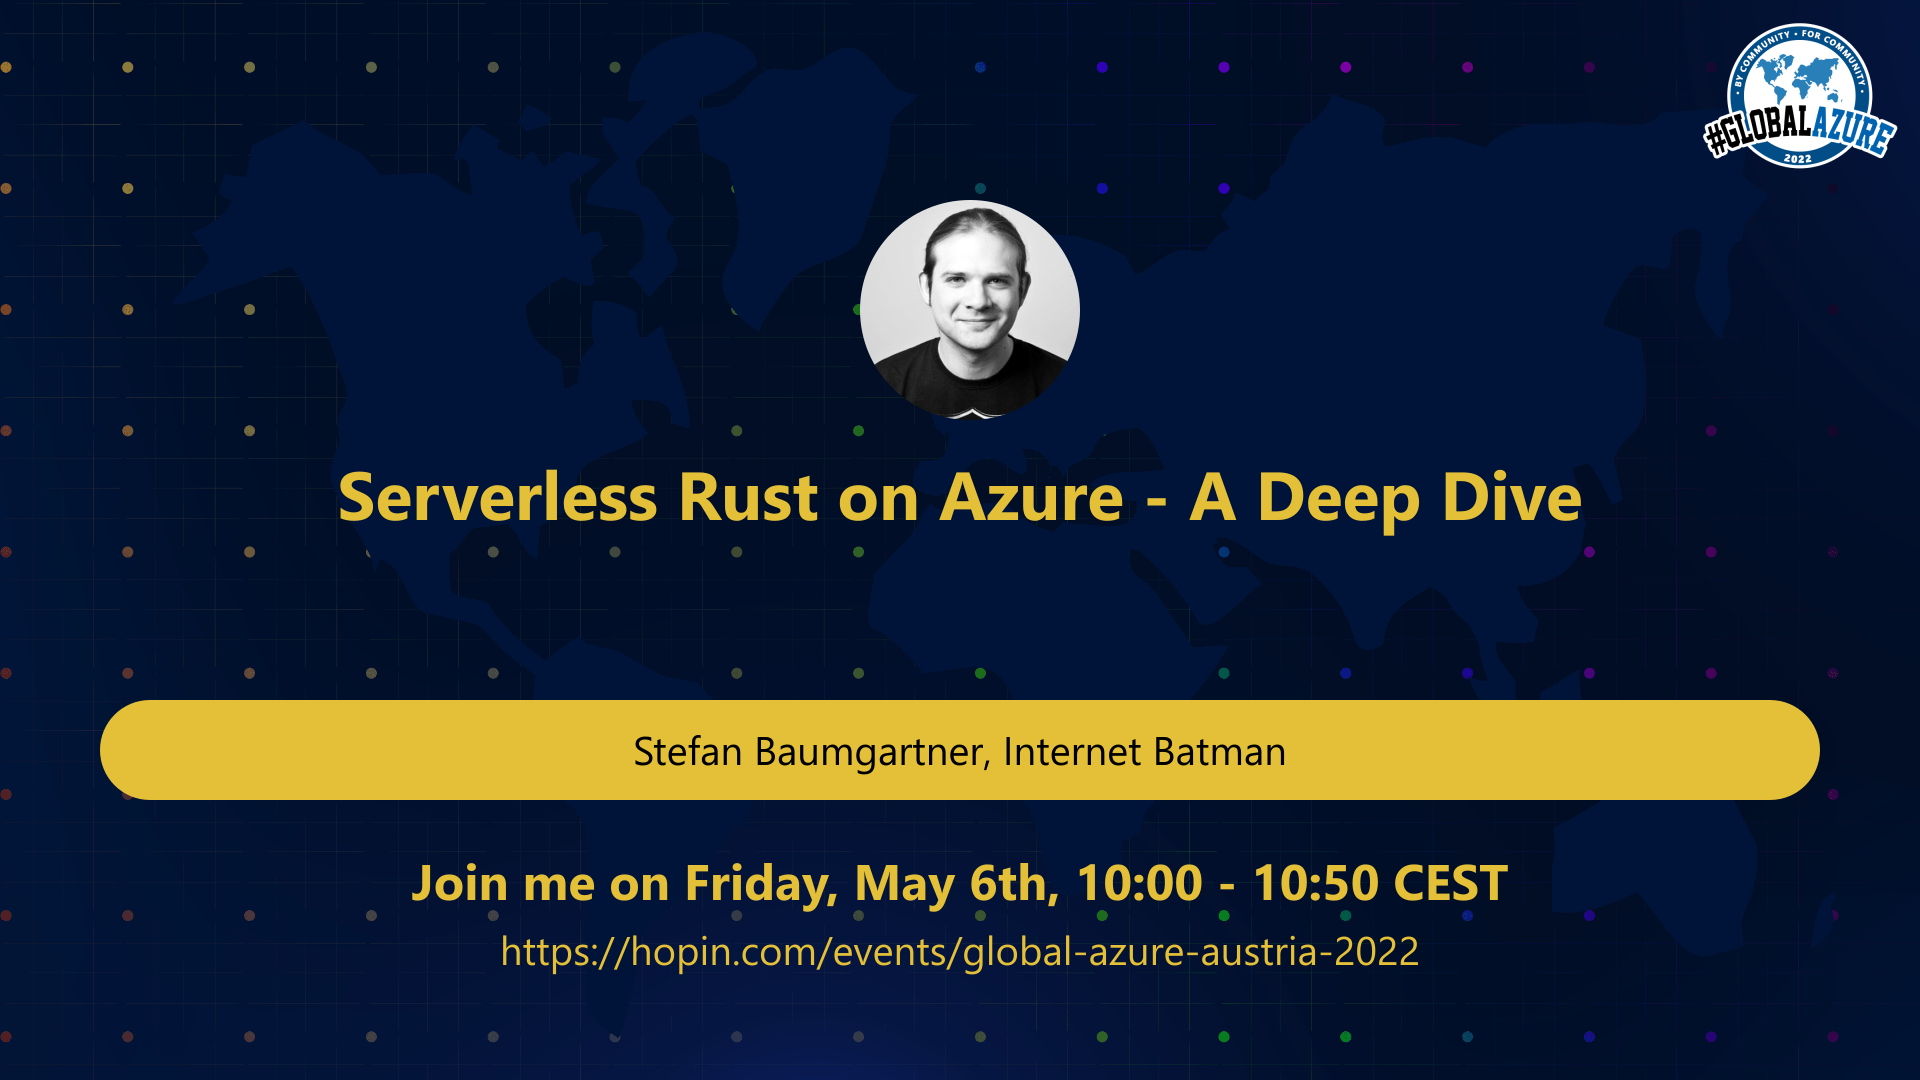 • BY COMMUNITY • FOR COMMUNITY •
#GLOBALAZURE
2022
Serverless Rust on Azure - A Deep Dive
Stefan Baumgartner, Internet Batman
Join me on Friday, May 6th, 10:00 - 10:50 CEST
https://hopin.com/events/global-azure-austria-2022